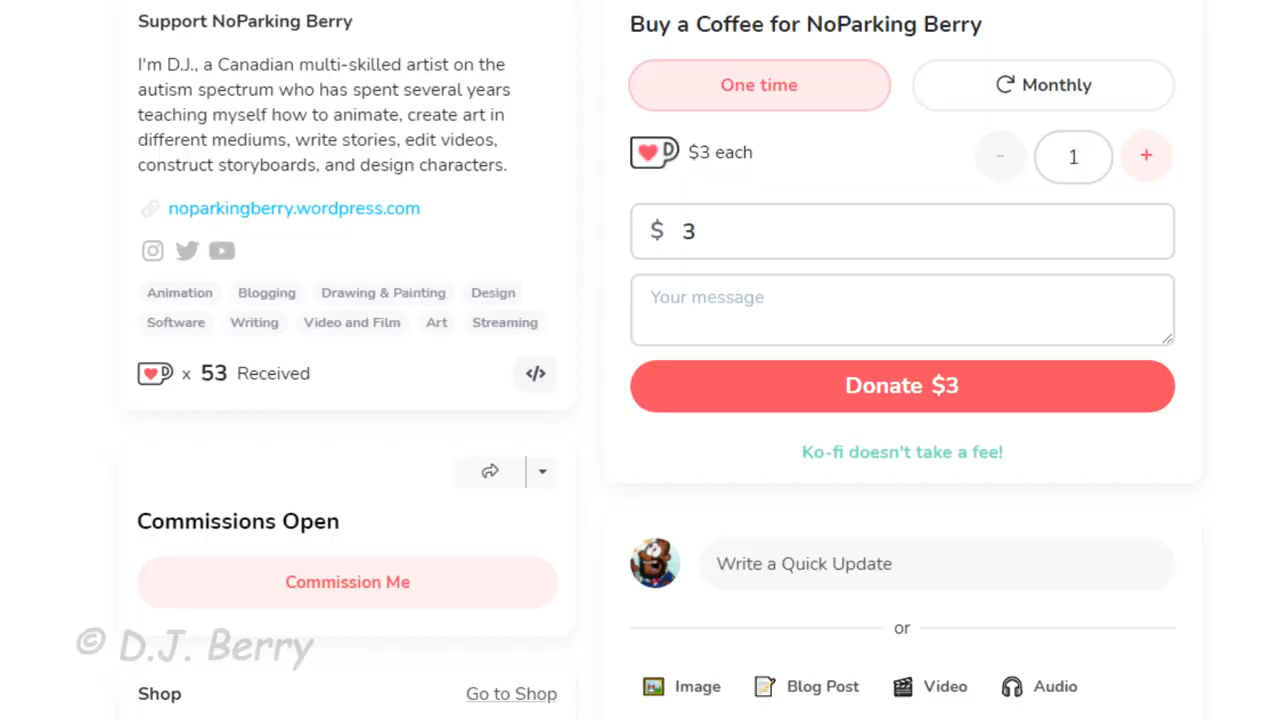 Support NoParking Berry
I'm D.J., a Canadian multi-skilled artist on the
autism spectrum who has spent several years
teaching myself how to animate, create art in
different mediums, write stories, edit videos,
construct storyboards, and design characters.
noparkingberry.wordpress.com
Animation Blogging Drawing & Painting Design
Software Writing Video and Film Art Streaming
x 53 Received </>
Commissions Open
Commission Me
© D.J. Berry
Shop Go to Shop
Buy a Coffee for NoParking Berry
One time Monthly
$3 each - 1 +
$ 3
Your message
Donate $3
Ko-fi doesn't take a fee!
Write a Quick Update
or
Image Blog Post Video Audio